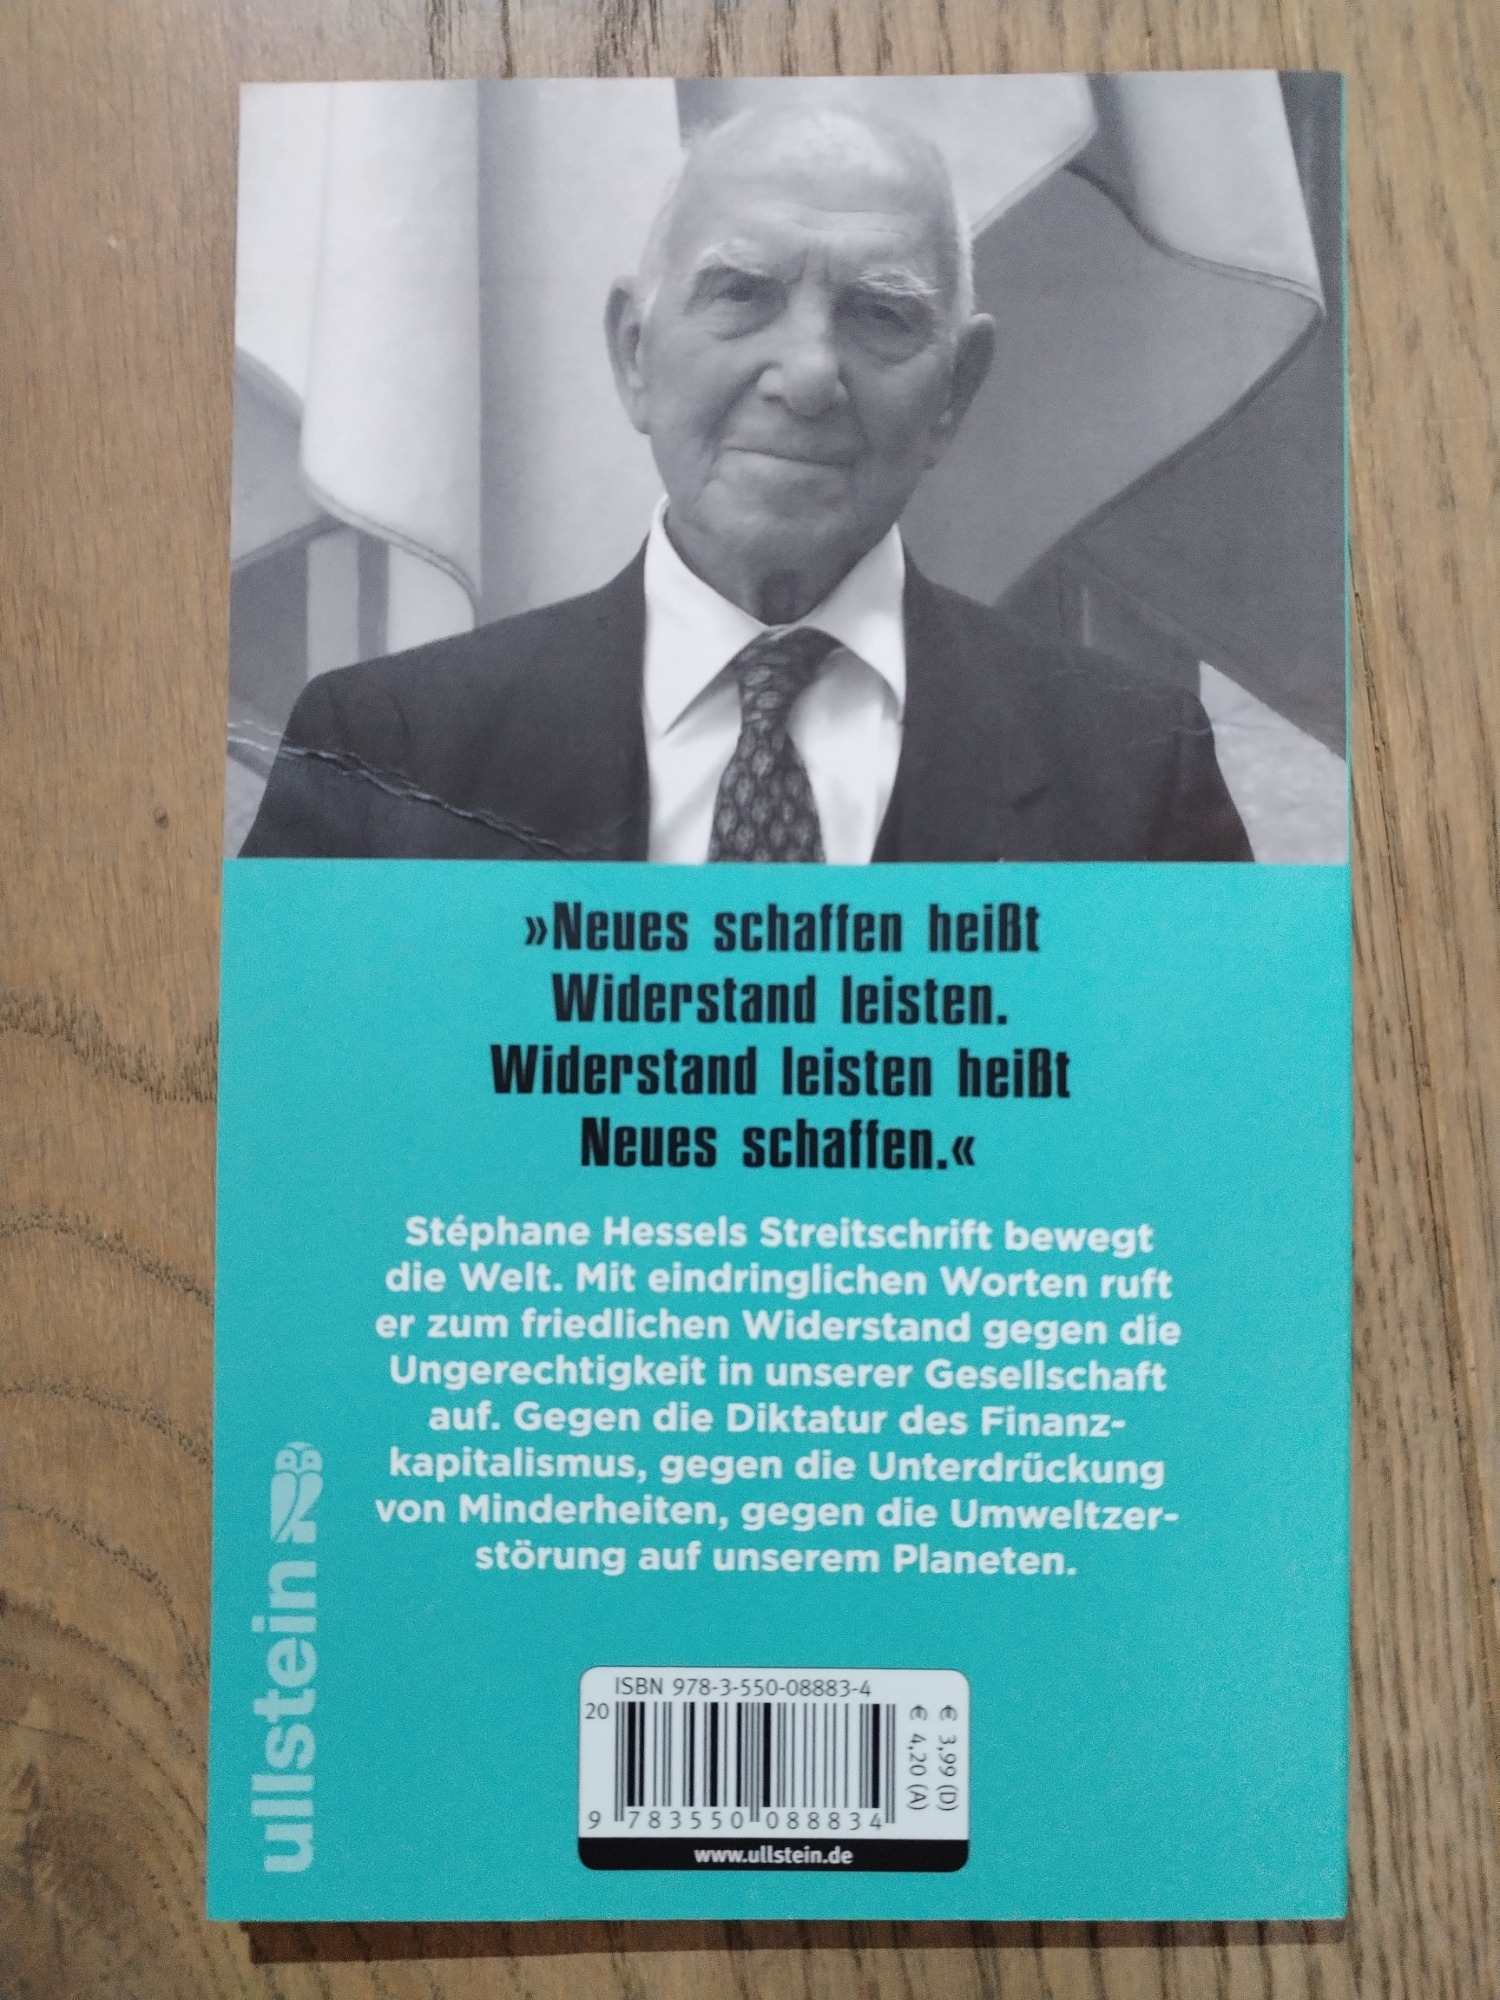 »Neues schaffen heißt
Widerstand leisten.
Widerstand leisten heißt
Neues schaffen.«
Stéphane Hessels Streitschrift bewegt
die Welt. Mit eindringlichen Worten ruft
er zum friedlichen Widerstand gegen die
Ungerechtigkeit in unserer Gesellschaft
auf. Gegen die Diktatur des Finanz-
kapitalismus, gegen die Unterdrückung
von Minderheiten, gegen die Umweltzer-
störung auf unserem Planeten.
ullstein
ISBN 978-3-550-08883-4
20
9 783550 088834
€ 3,99 (D)
€ 4,20 (A)
www.ullstein.de